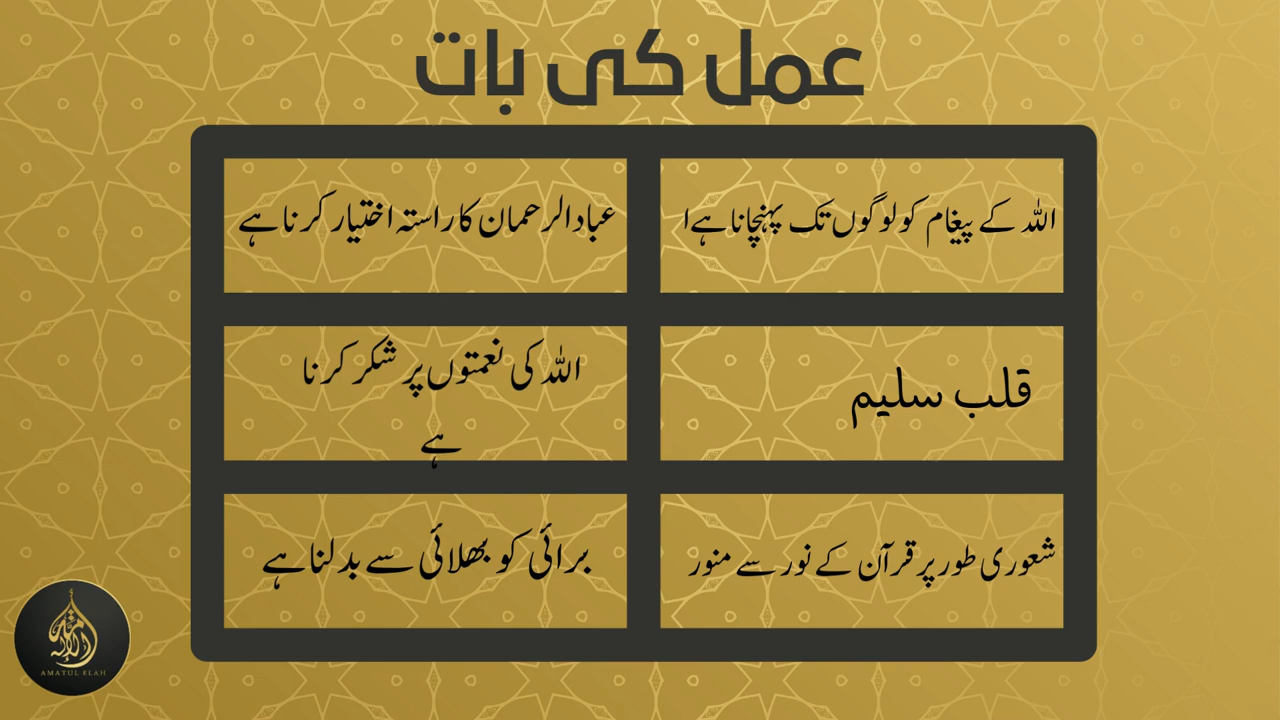 عمل کی بات
اللہ کے پیغام کو لوگوں تک پہنچانا ہے ا
عباد الرحمان کا راستہ اختیار کرنا ہے
قلب سلیم
اللہ کی نعمتوں پر شکر کرنا
ہے
شعوری طور پر قرآن کے نور سے منور
برائی کو بھلائی سے بدلنا ہے
امة الإله
AMATUL ELAH